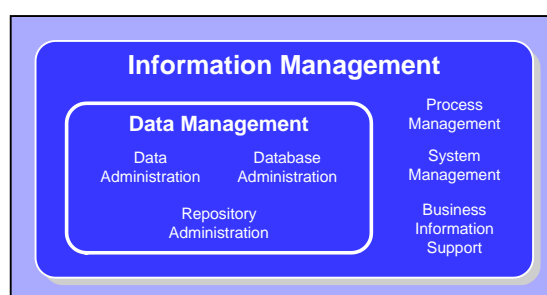 Information Management
Data Management
Data
Administration
Database
Administration
Repository
Administration
Process
Management
System
Management
Business
Information
Support